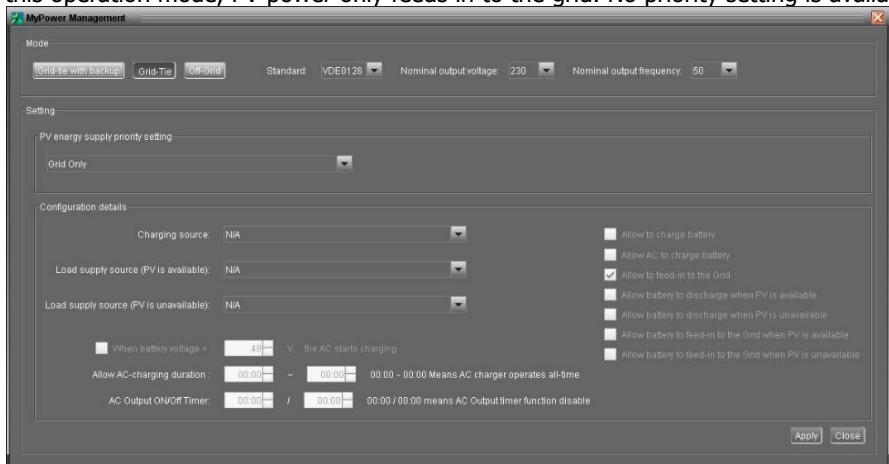 this operation mode, PV power only feeds in to the grid. No priority setting is availa
MyPower Management
Mode
Grid-tie with backup Grid-Tie Off-Grid Standard: VDE0126 Nominal output voltage: 230 Nominal output frequency: 50
Setting
PV energy supply priority setting
Grid Only
Configuration details
Charging source: N/A
Allow to charge battery
Allow AC to charge battery
Load supply source (PV is available): N/A
Allow to feed-in to the Grid
Allow battery to discharge when PV is available
Load supply source (PV is unavailable): N/A
Allow battery to discharge when PV is unavailable
Allow battery to feed-in to the Grid when PV is available
When battery voltage < 48 V, the AC starts charging
Allow battery to feed-in to the Grid when PV is unavailable
Allow AC-charging duration : 00:00 ~ 00:00 00:00 ~ 00:00 Means AC charger operates all-time
AC Output ON/Off Timer: 00:00 / 00:00 00:00 / 00:00 means AC Output timer function disable
Apply Close